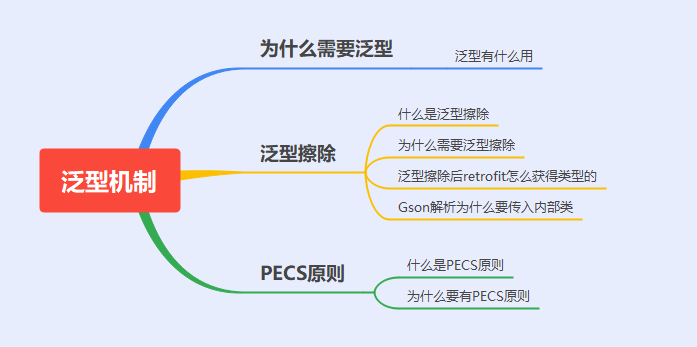 为什么需要泛型
泛型有什么用
什么是泛型擦除
泛型擦除
为什么需要泛型擦除
泛型机制
泛型擦除后retrofit怎么获得类型的
Gson解析为什么要传入内部类
PECS原则
什么是PECS原则
为什么要有PECS原则